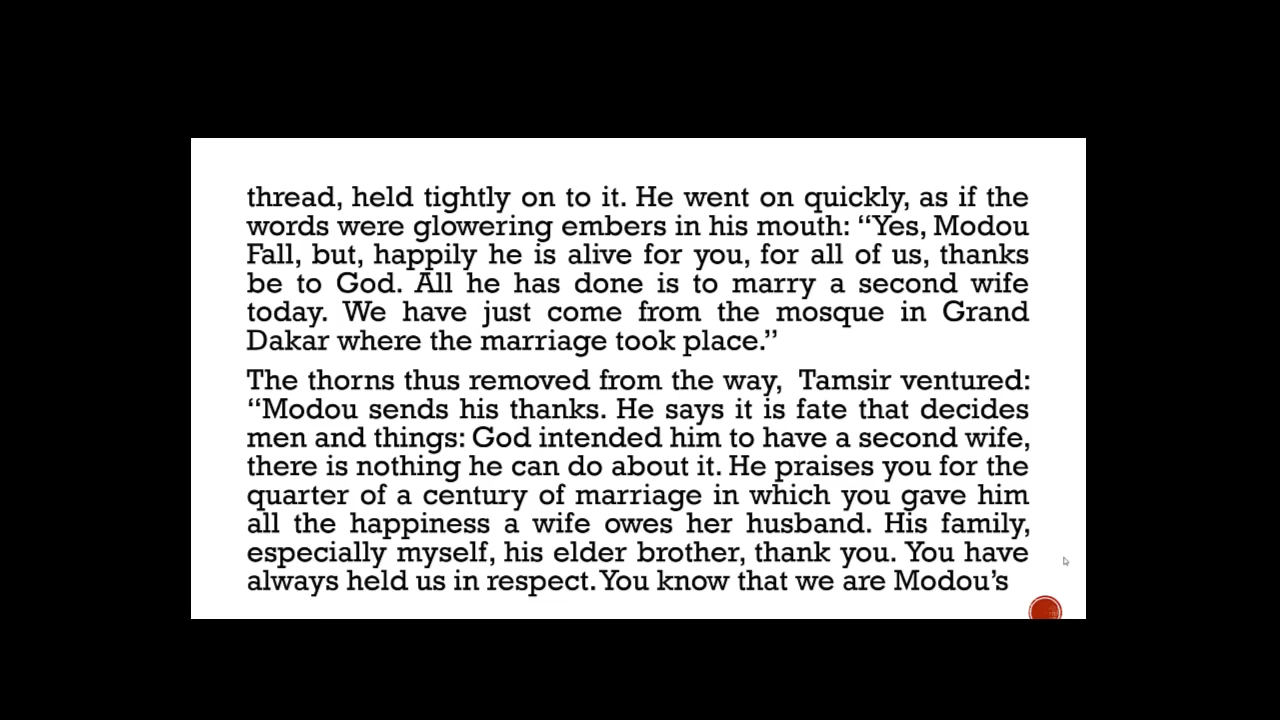 thread, held tightly on to it. He went on quickly, as if the
words were glowering embers in his mouth: “Yes, Modou
Fall, but, happily he is alive for you, for all of us, thanks
be to God. All he has done is to marry a second wife
today. We have just come from the mosque in Grand
Dakar where the marriage took place.”
The thorns thus removed from the way,  Tamsir ventured:
“Modou sends his thanks. He says it is fate that decides
men and things: God intended him to have a second wife,
there is nothing he can do about it. He praises you for the
quarter of a century of marriage in which you gave him
all the happiness a wife owes her husband. His family,
especially myself, his elder brother, thank you. You have
always held us in respect. You know that we are Modou’s